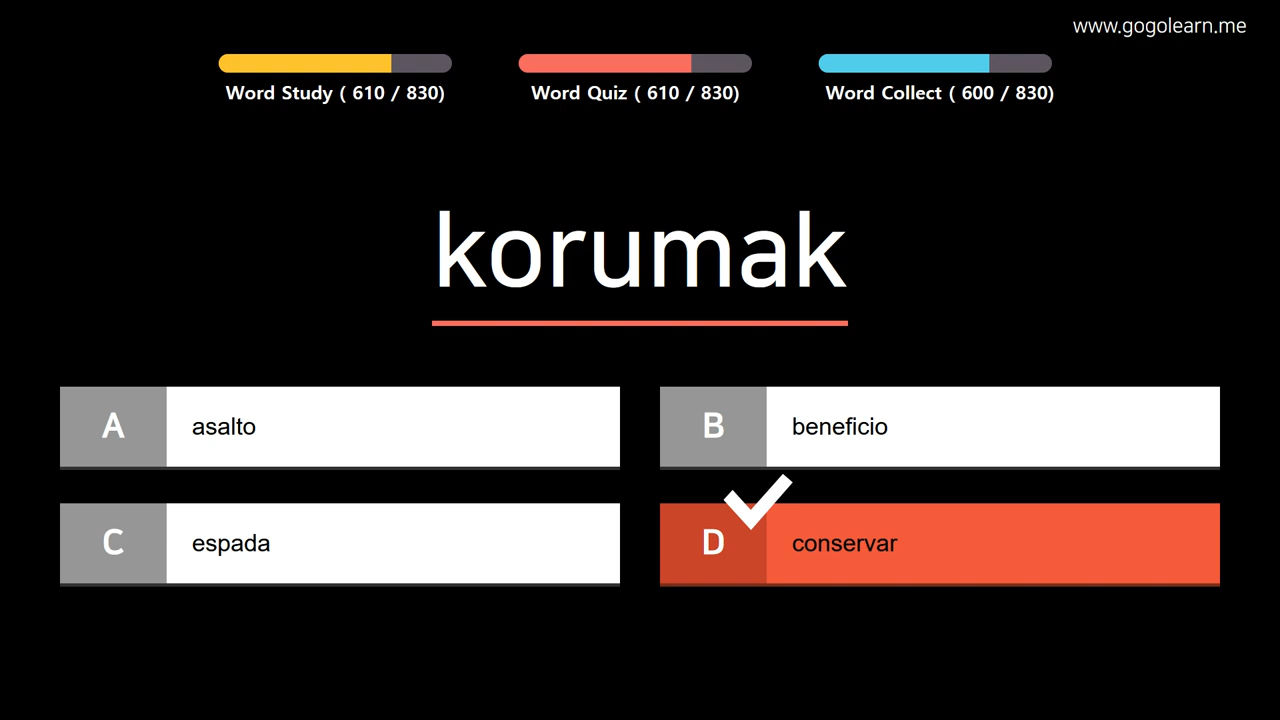 www.gogolearn.me
Word Study ( 610 / 830)
Word Quiz ( 610 / 830)
Word Collect ( 600 / 830)
korumak
A asalto
B beneficio
C espada
D conservar